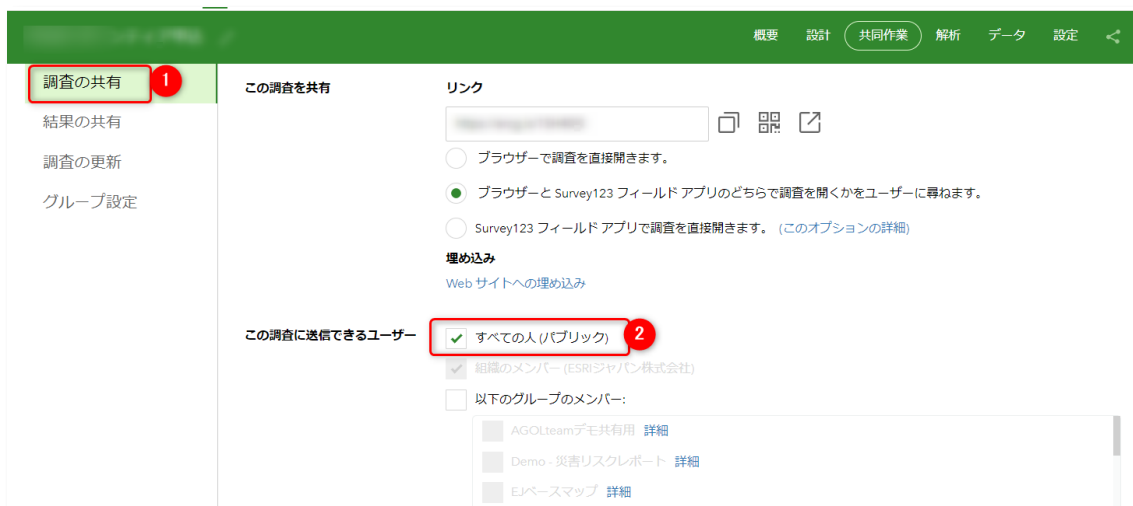 概要 設計 共同作業 解析 データ 設定
調査の共有 1
結果の共有
調査の更新
グループ設定
この調査を共有
リンク
ブラウザーで調査を直接開きます。
ブラウザーと Survey123 フィールド アプリのどちらで調査を開くかをユーザーに尋ねます。
Survey123 フィールド アプリで調査を直接開きます。 (このオプションの詳細)
埋め込み
Web サイトへの埋め込み
この調査に送信できるユーザー
すべての人 (パブリック) 2
組織のメンバー (ESRIジャパン株式会社)
以下のグループのメンバー:
AGOLteamデモ共有用 詳細
Demo - 災害リスクレポート 詳細
EJベースマップ 詳細